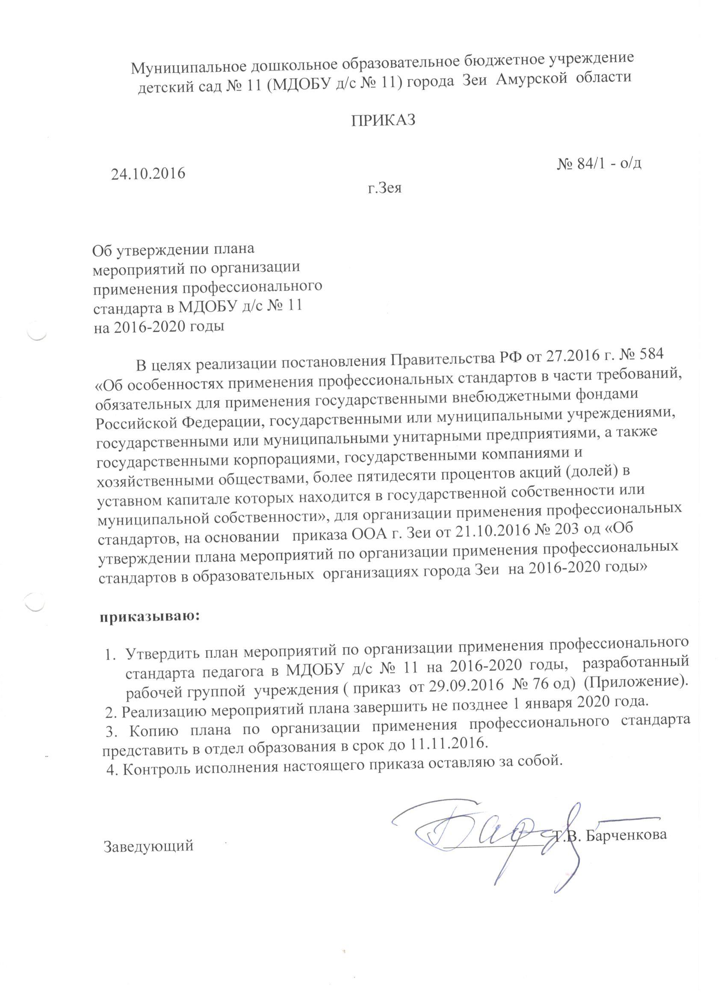 Муниципальное дошкольное образовательное бюджетное учреждение
детский сад № 11 (МДОБУ д/с № 11) города Зеи Амурской области
ПРИКАЗ
24.10.2016 № 84/1 - о/д
г.Зея
Об утверждении плана
мероприятий по организации
применения профессионального
стандарта в МДОБУ д/с № 11
на 2016-2020 годы
В целях реализации постановления Правительства РФ от 27.2016 г. № 584
«Об особенностях применения профессиональных стандартов в части требований,
обязательных для применения государственными внебюджетными фондами
Российской Федерации, государственными или муниципальными учреждениями,
государственными или муниципальными унитарными предприятиями, а также
государственными корпорациями, государственными компаниями и
хозяйственными обществами, более пятидесяти процентов акций (долей) в
уставном капитале которых находится в государственной собственности или
муниципальной собственности», для организации применения профессиональных
стандартов, на основании приказа ООА г. Зеи от 21.10.2016 № 203 од «Об
утверждении плана мероприятий по организации применения профессиональных
стандартов в образовательных организациях города Зеи на 2016-2020 годы»
приказываю:
1. Утвердить план мероприятий по организации применения профессионального
стандарта педагога в МДОБУ д/с № 11 на 2016-2020 годы, разработанный
рабочей группой учреждения ( приказ от 29.09.2016 № 76 од) (Приложение).
2. Реализацию мероприятий плана завершить не позднее 1 января 2020 года.
3. Копию плана по организации применения профессионального стандарта
представить в отдел образования в срок до 11.11.2016.
4. Контроль исполнения настоящего приказа оставляю за собой.
Заведующий Т.В. Барченкова